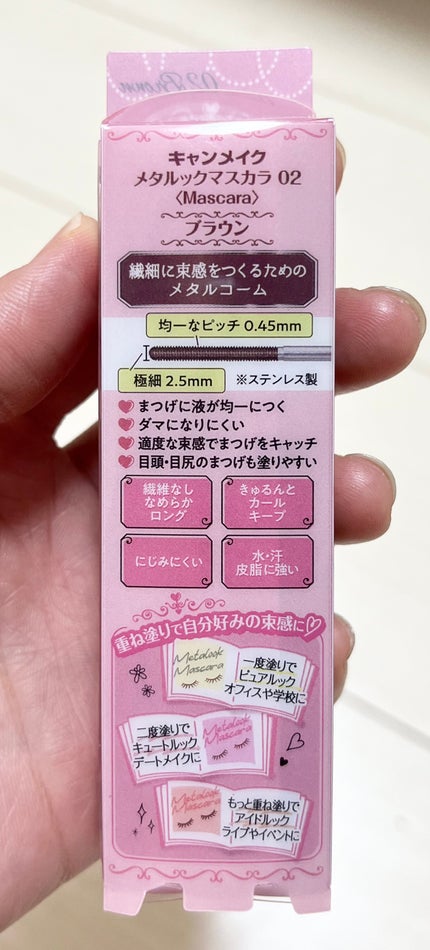 02 Brown
キャンメイク
メタルックマスカラ 02
〈Mascara〉
ブラウン
繊細に束感をつくるための
メタルコーム
均一なピッチ 0.45mm
極細 2.5mm ※ステンレス製
まつげに液が均一につく
ダマになりにくい
適度な束感でまつげをキャッチ
目頭・目尻のまつげも塗りやすい
繊維なし
なめらか
ロング
きゅるんと
カール
キープ
にじみにくい
水・汗
皮脂に強い
重ね塗りで自分好みの束感に
Metalook
Mascara
一度塗りで
ピュアルック
オフィスや学校に
二度塗りで
キュートルック
デートメイクに
Metalook
Mascara
Metalook
Mascara
もっと重ね塗りで
アイドルック
ライブやイベントに